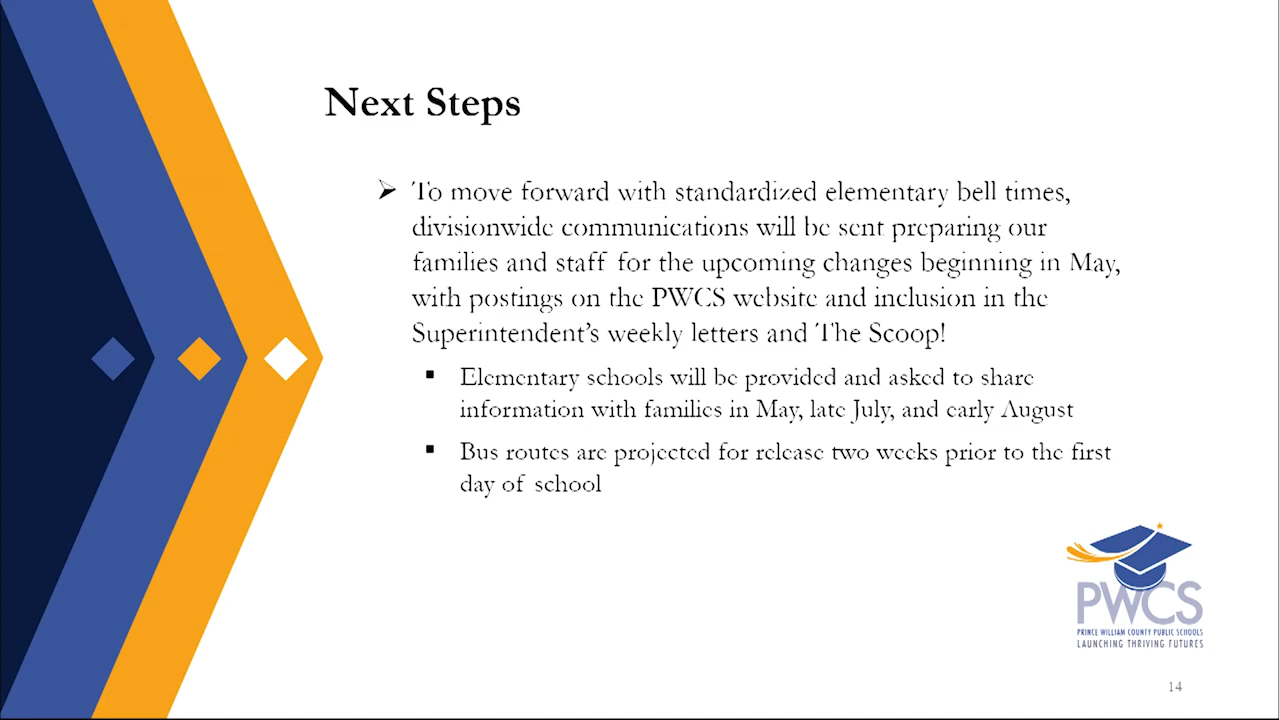 Next Steps
➢ To move forward with standardized elementary bell times,
divisionwide communications will be sent preparing our
families and staff for the upcoming changes beginning in May,
with postings on the PWCS website and inclusion in the
Superintendent’s weekly letters and The Scoop!
▪ Elementary schools will be provided and asked to share
information with families in May, late July, and early August
▪ Bus routes are projected for release two weeks prior to the first
day of school
PWCS
PRINCE WILLIAM COUNTY PUBLIC SCHOOLS
LAUNCHING THRIVING FUTURES
14